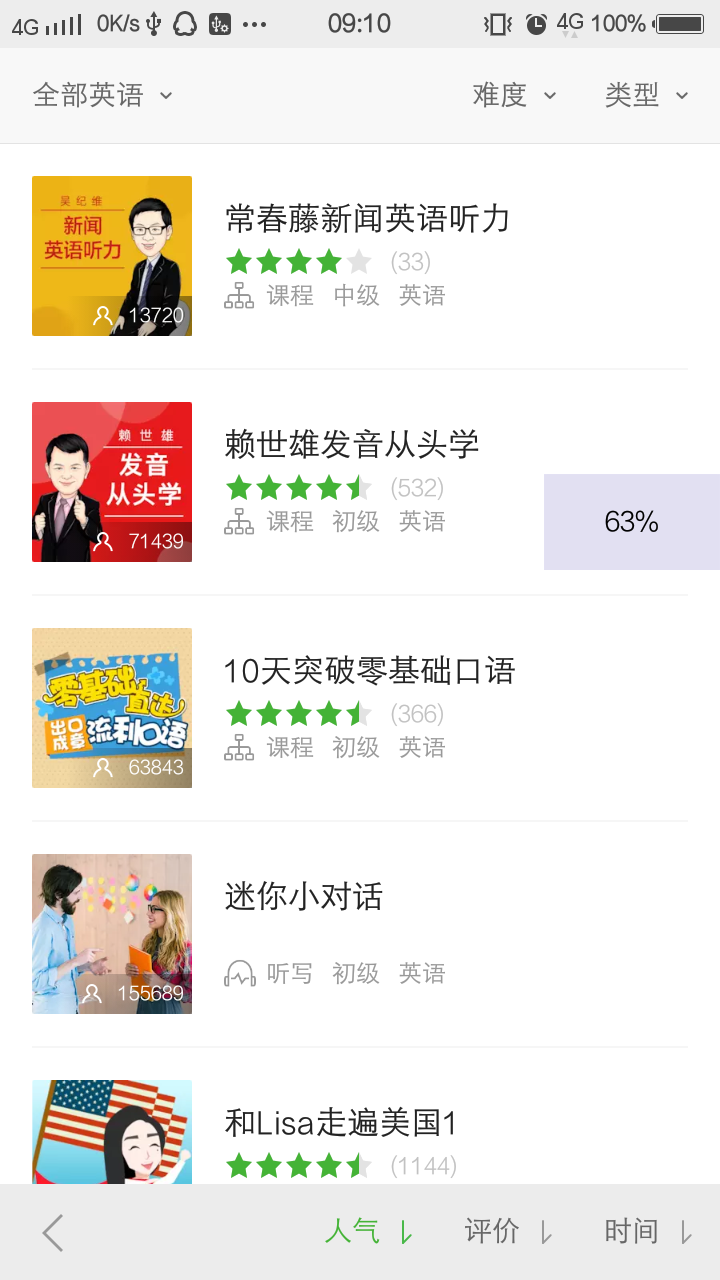 4G 0K/s 09:10 4G 100%
全部英语 难度 类型
吴纪维
新闻
英语听力
13720
常春藤新闻英语听力
(33)
课程 中级 英语
赖世雄
发音
从头学
71439
赖世雄发音从头学
(532)
课程 初级 英语
63%
零基础
直达
出口
成章
流利口语
63843
10天突破零基础口语
(366)
课程 初级 英语
155689
迷你小对话
听写 初级 英语
和Lisa走遍美国1
(1144)
人气 评价 时间